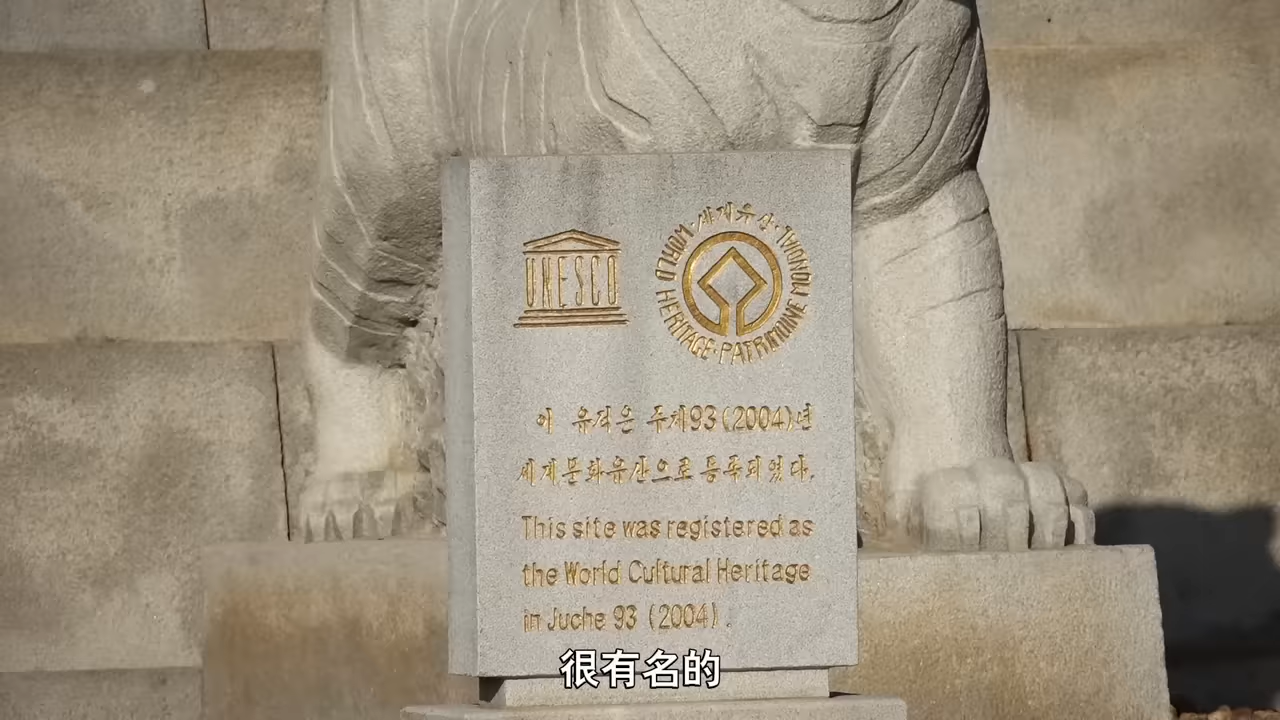 UNESCO
WORLD HERITAGE · PATRIMOINE MONDIAL · 세계유산 ·
이 유적은 주체93(2004)년
세계문화유산으로 등록되였다.
This site was registered as
the World Cultural Heritage
in Juche 93 (2004).
很有名的